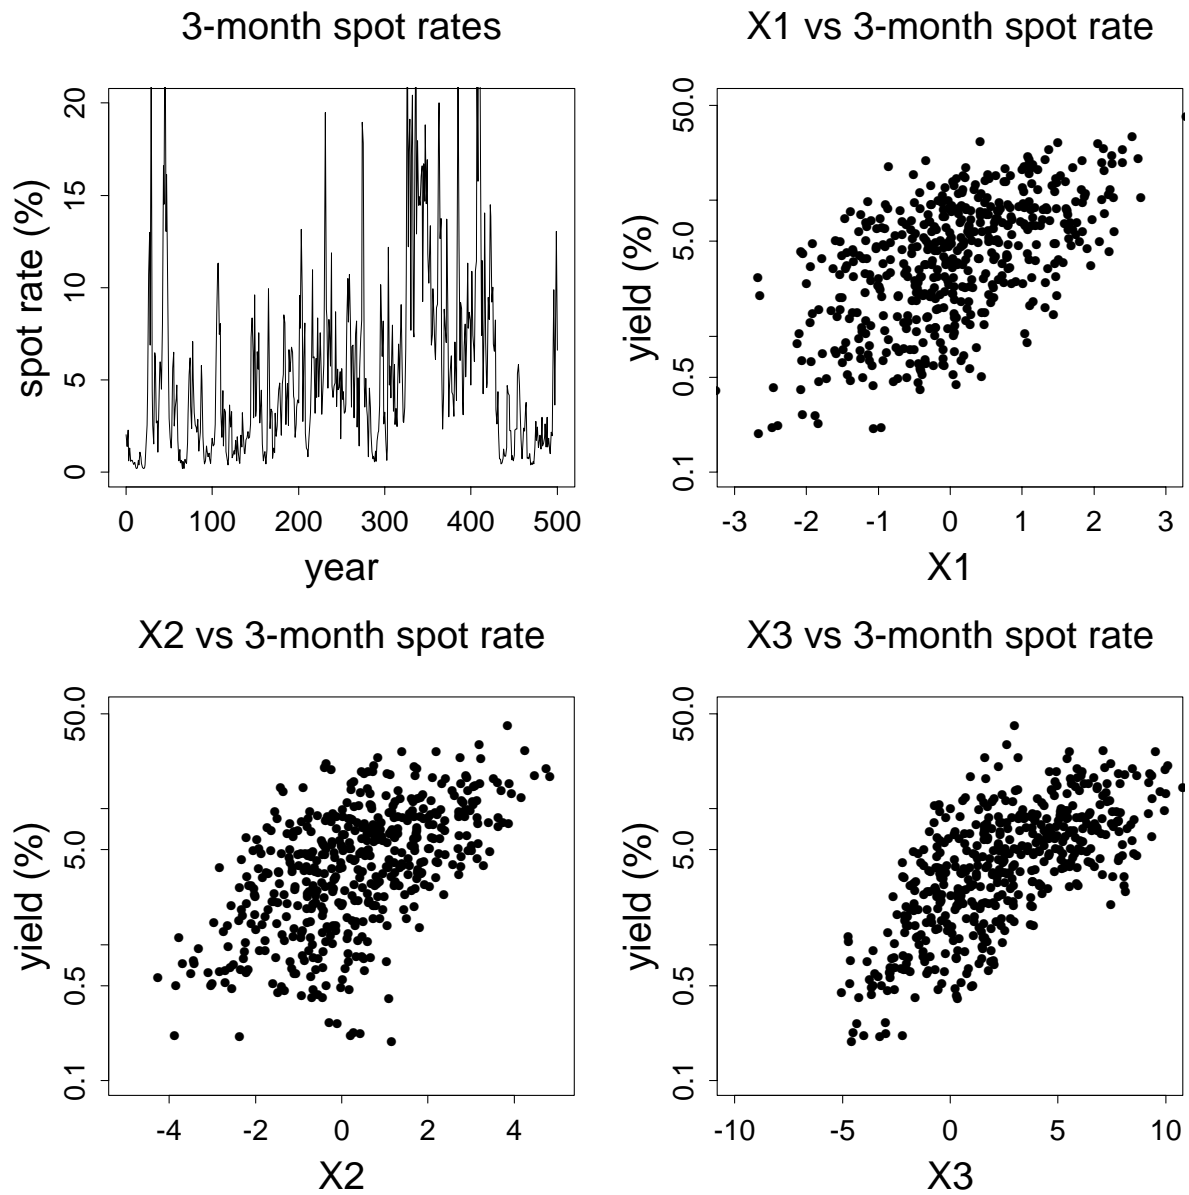 3-month spot rates
spot rate (%)
20
15
10
5
0
0 100 200 300 400 500
year
X1 vs 3-month spot rate
yield (%)
50.0
5.0
0.5
0.1
-3 -2 -1 0 1 2 3
X1
X2 vs 3-month spot rate
yield (%)
50.0
5.0
0.5
0.1
-4 -2 0 2 4
X2
X3 vs 3-month spot rate
yield (%)
50.0
5.0
0.5
0.1
-10 -5 0 5 10
X3